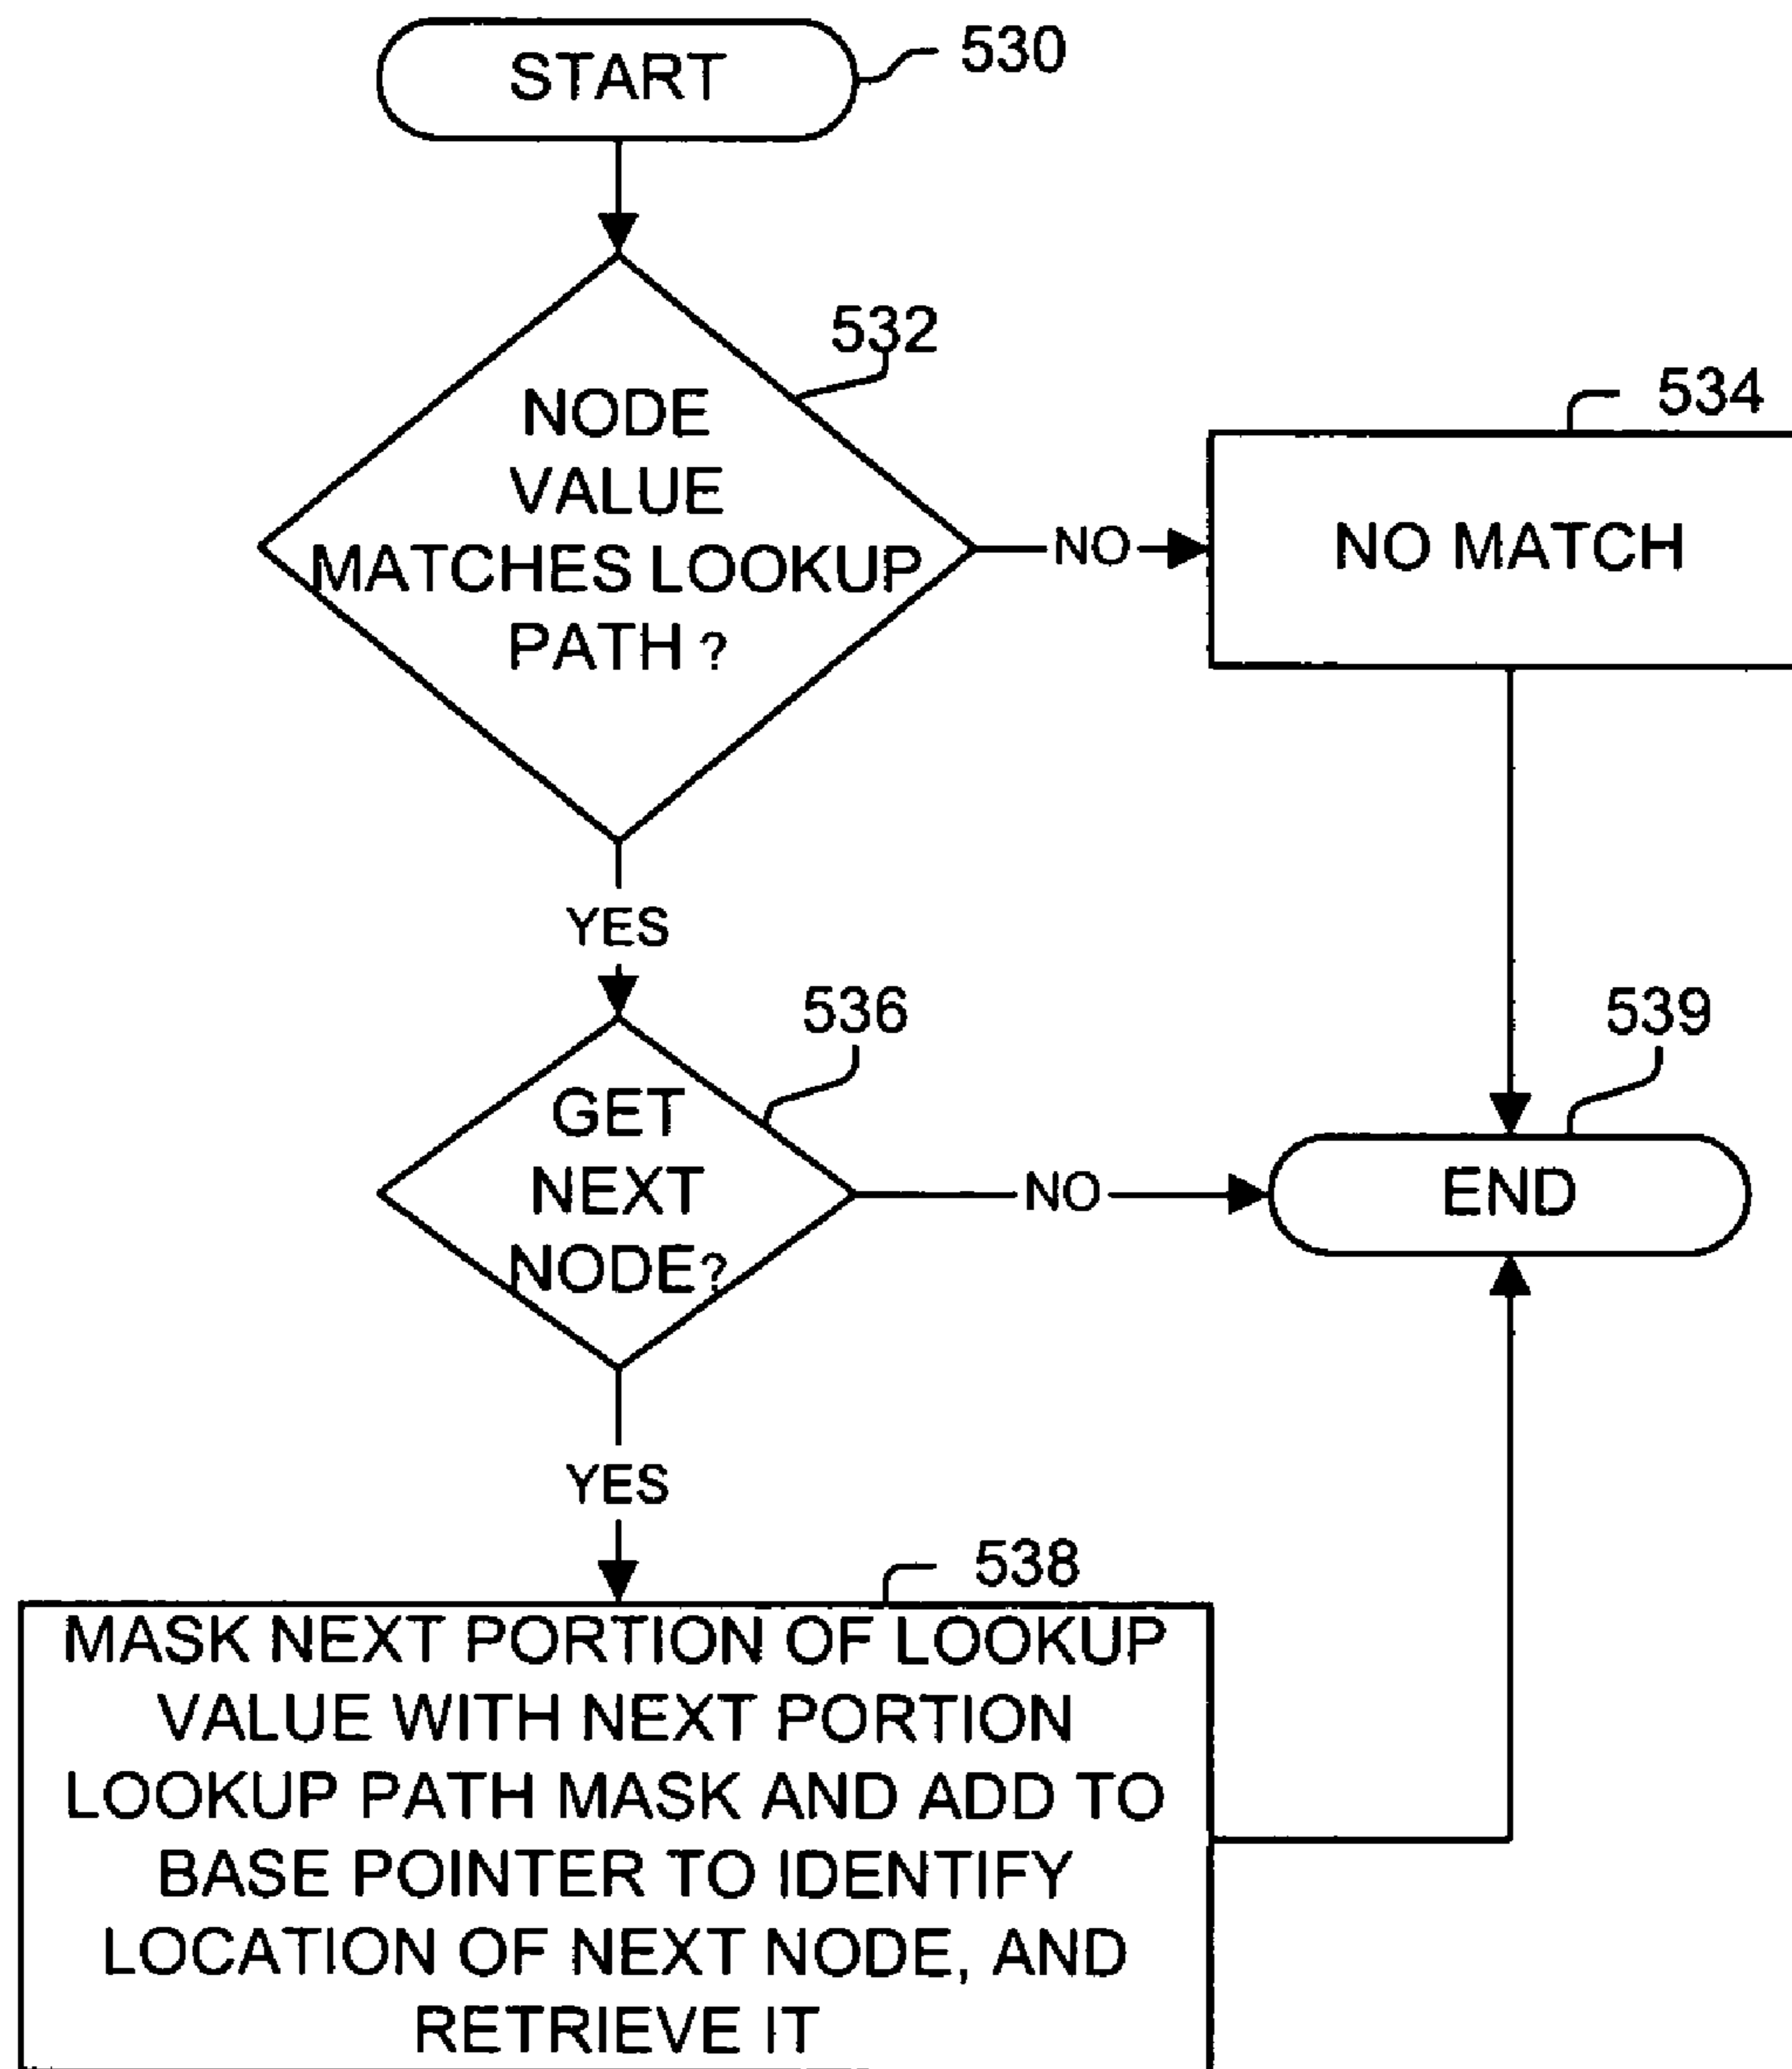 START
530
532
NODE
VALUE
MATCHES LOOKUP
PATH ?
NO
534
NO MATCH
YES
536
GET
NEXT
NODE?
NO
539
END
YES
538
MASK NEXT PORTION OF LOOKUP
VALUE WITH NEXT PORTION
LOOKUP PATH MASK AND ADD TO
BASE POINTER TO IDENTIFY
LOCATION OF NEXT NODE, AND
RETRIEVE IT